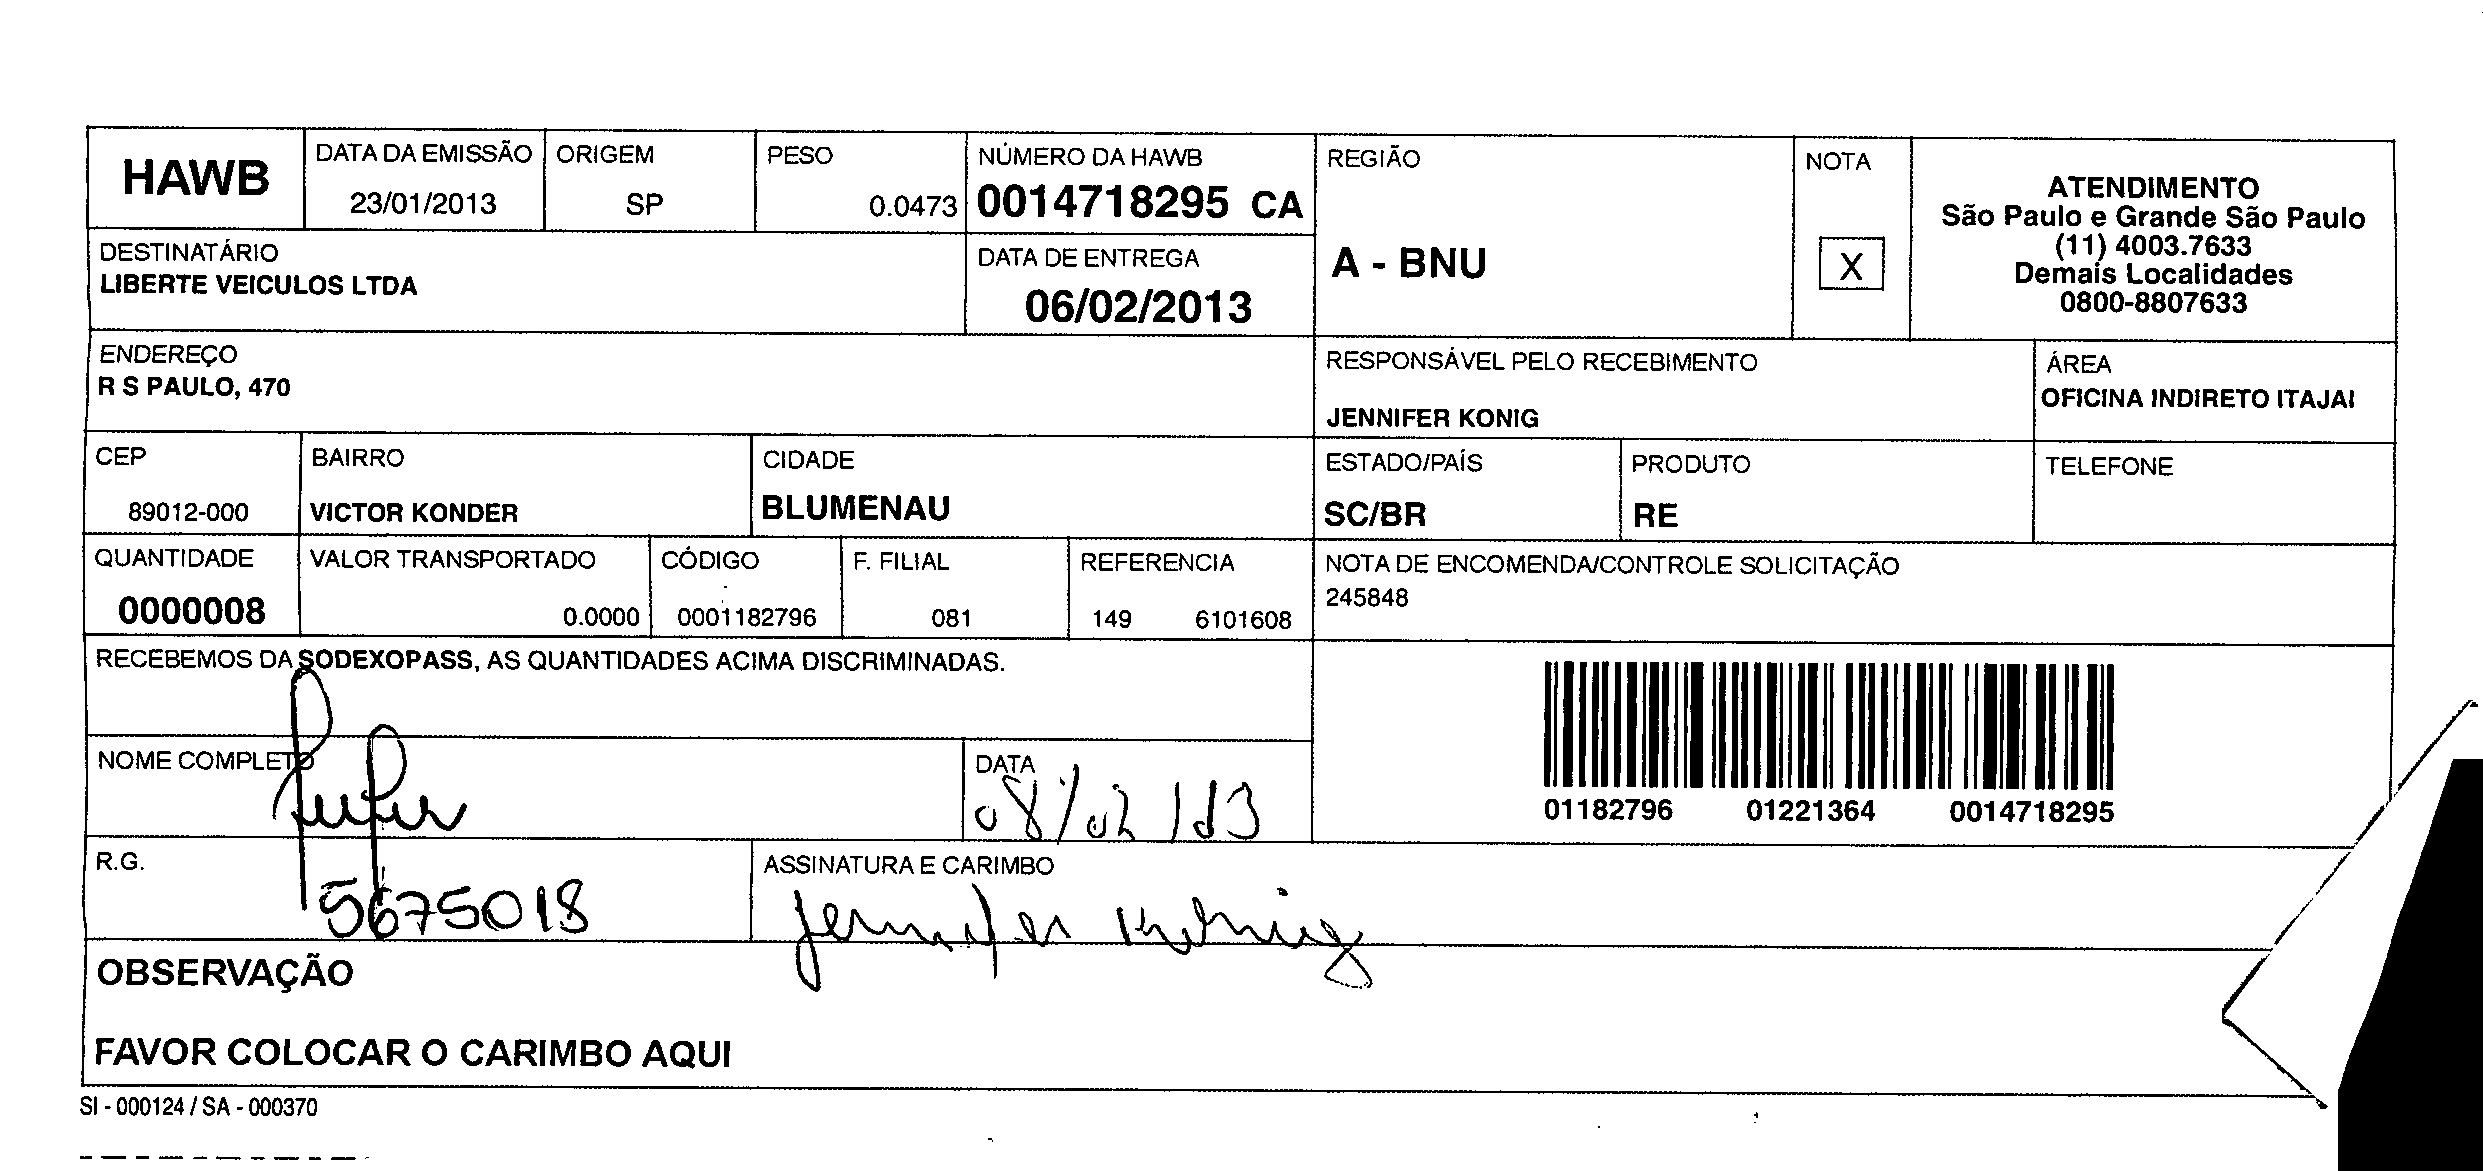 HAWB
DATA DA EMISSÃO
23/01/2013
ORIGEM
SP
PESO
0.0473
NÚMERO DA HAWB
0014718295 CA
REGIÃO
A - BNU
NOTA
X
ATENDIMENTO
São Paulo e Grande São Paulo
(11) 4003.7633
Demais Localidades
0800-8807633
DESTINATÁRIO
LIBERTE VEICULOS LTDA
DATA DE ENTREGA
06/02/2013
ENDEREÇO
R S PAULO, 470
RESPONSÁVEL PELO RECEBIMENTO
JENNIFER KONIG
ÁREA
OFICINA INDIRETO ITAJAI
CEP
89012-000
BAIRRO
VICTOR KONDER
CIDADE
BLUMENAU
ESTADO/PAÍS
SC/BR
PRODUTO
RE
TELEFONE
QUANTIDADE
0000008
VALOR TRANSPORTADO
0.0000
CÓDIGO
0001182796
F. FILIAL
081
REFERENCIA
149 6101608
NOTA DE ENCOMENDA/CONTROLE SOLICITAÇÃO
245848
RECEBEMOS DA SODEXOPASS, AS QUANTIDADES ACIMA DISCRIMINADAS.
01182796 01221364 0014718295
NOME COMPLETO
DATA
08/02/13
R.G.
5675018
ASSINATURA E CARIMBO
Jennifer Konig
OBSERVAÇÃO
FAVOR COLOCAR O CARIMBO AQUI
SI - 000124 / SA - 000370